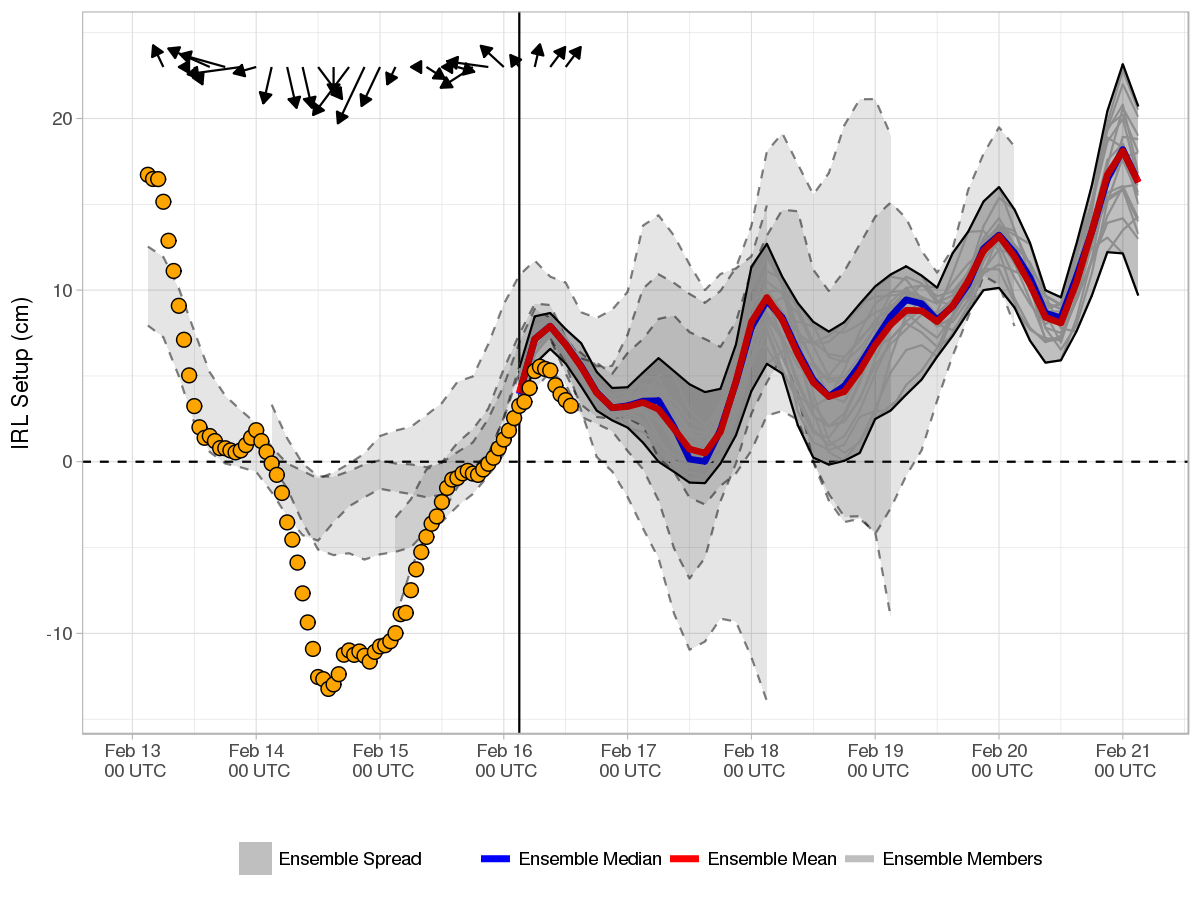 IRL Setup (cm)
20
10
0
-10
Feb 13 Feb 14 Feb 15 Feb 16 Feb 17 Feb 18 Feb 19 Feb 20 Feb 21
00 UTC 00 UTC 00 UTC 00 UTC 00 UTC 00 UTC 00 UTC 00 UTC 00 UTC
Ensemble Spread Ensemble Median Ensemble Mean Ensemble Members